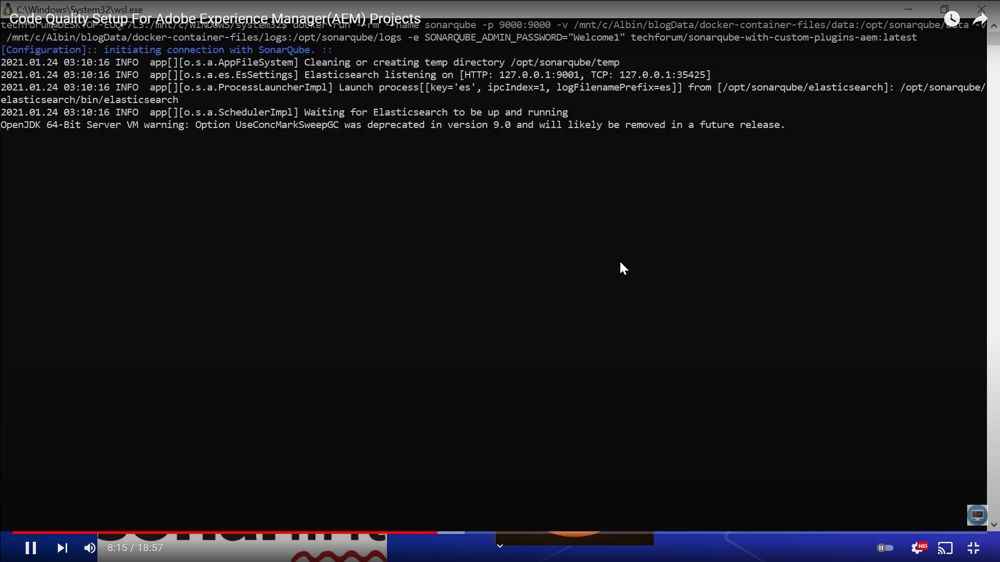 C:\Windows\System32\wsl.exe
Code Quality Setup For Adobe Experience Manager(AEM) Projects
techforum@DESKTOP-EUQP7L3:/mnt/c/WINDOWS/system32$ docker run --rm --name sonarqube -p 9000:9000 -v /mnt/c/Albin/blogData/docker-container-files/data:/opt/sonarqube/data -v
/mnt/c/Albin/blogData/docker-container-files/logs:/opt/sonarqube/logs -e SONARQUBE_ADMIN_PASSWORD="Welcome1" techforum/sonarqube-with-custom-plugins-aem:latest
[Configuration]:: initiating connection with SonarQube. ::
2021.01.24 03:10:16 INFO  app[][o.s.a.AppFileSystem] Cleaning or creating temp directory /opt/sonarqube/temp
2021.01.24 03:10:16 INFO  app[][o.s.a.es.EsSettings] Elasticsearch listening on [HTTP: 127.0.0.1:9001, TCP: 127.0.0.1:35425]
2021.01.24 03:10:16 INFO  app[][o.s.a.ProcessLauncherImpl] Launch process[[key='es', ipcIndex=1, logFilenamePrefix=es]] from [/opt/sonarqube/elasticsearch]: /opt/sonarqube/
elasticsearch/bin/elasticsearch
2021.01.24 03:10:16 INFO  app[][o.s.a.SchedulerImpl] Waiting for Elasticsearch to be up and running
OpenJDK 64-Bit Server VM warning: Option UseConcMarkSweepGC was deprecated in version 9.0 and will likely be removed in a future release.
8:15 / 18:57
HD